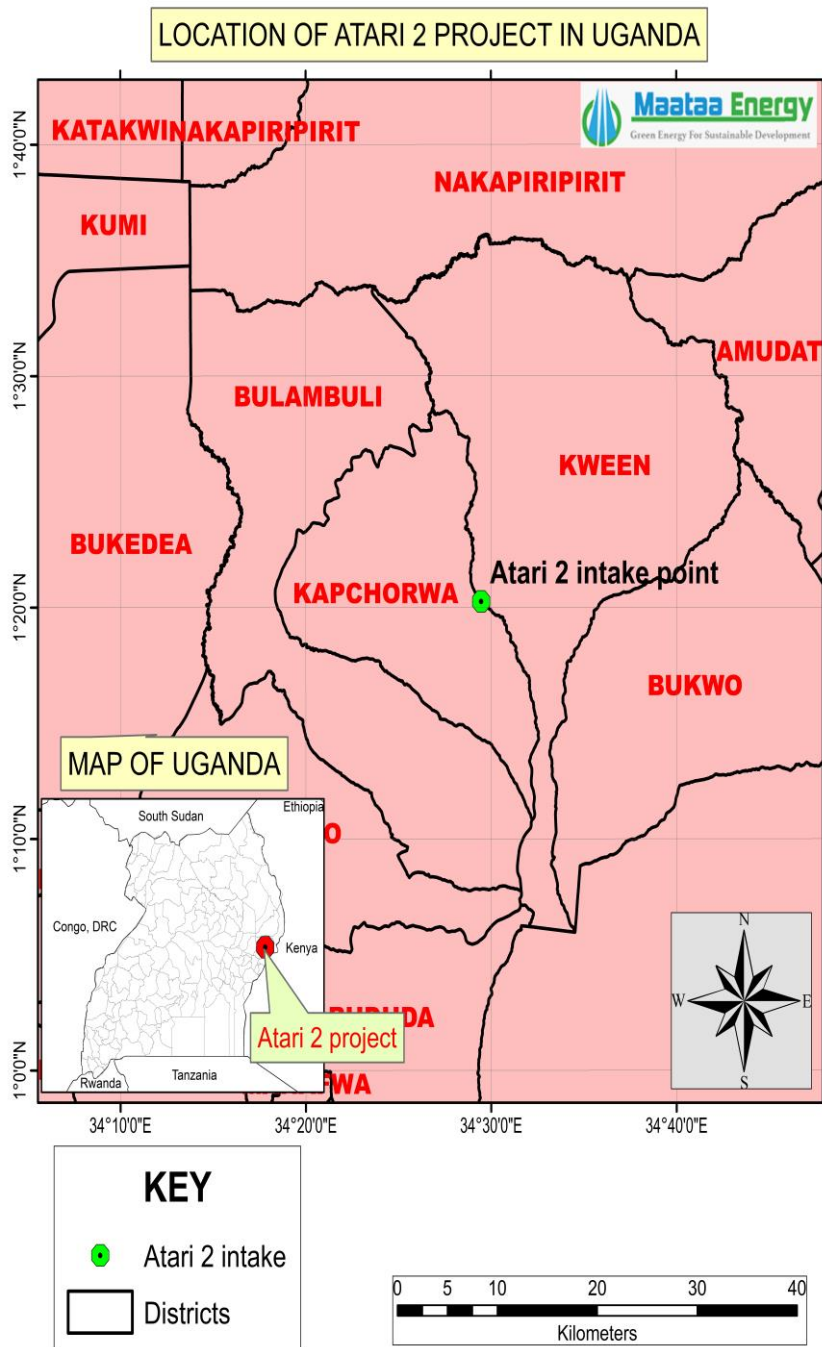 LOCATION OF ATARI 2 PROJECT IN UGANDA
Maataa Energy
Green Energy For Sustainable Development
KATAKWI
NAKAPIRIPIRIT
NAKAPIRIPIRIT
KUMI
AMUDAT
BULAMBULI
KWEEN
BUKEDEA
Atari 2 intake point
KAPCHORWA
BUKWO
MAP OF UGANDA
South Sudan
Ethiopia
Congo, DRC
Kenya
Atari 2 project
Rwanda
Tanzania
O
DUDA
FWA
N
W
E
S
1°40'0"N
1°30'0"N
1°20'0"N
1°10'0"N
1°0'0"N
34°10'0"E
34°20'0"E
34°30'0"E
34°40'0"E
KEY
Atari 2 intake
Districts
0 5 10 20 30 40
Kilometers